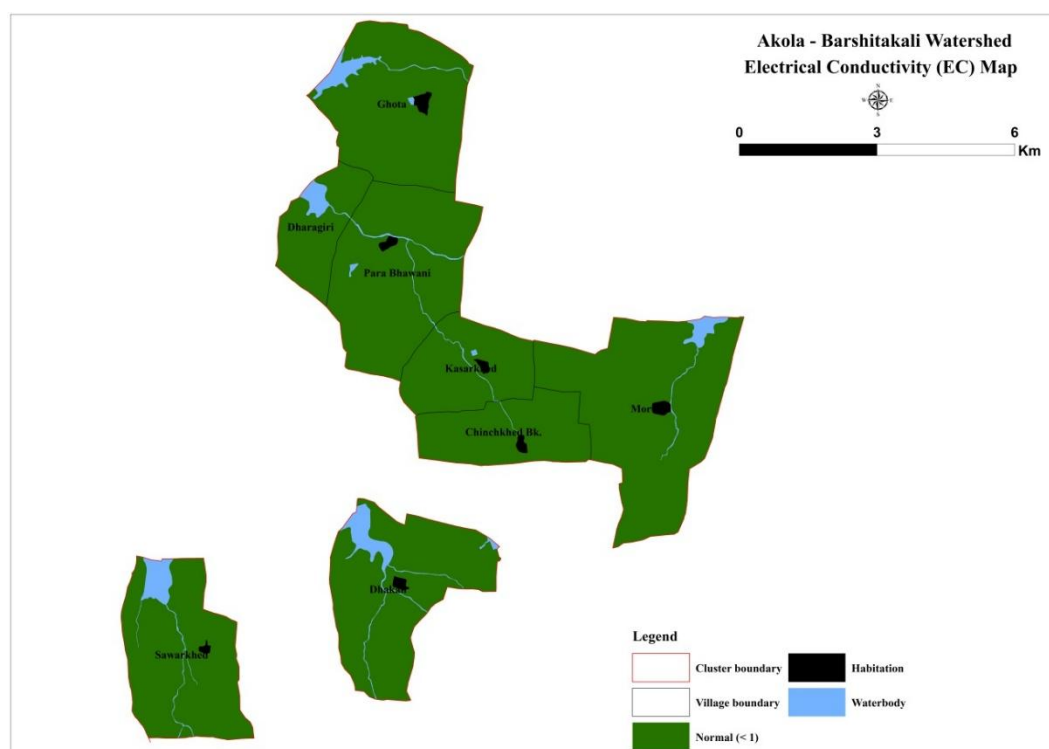 Akola - Barshitakali Watershed
Electrical Conductivity (EC) Map
N
W E
S
0 3 6
Km
Ghota
Dharagiri
Para Bhawani
Chinchkhed Bk.
Sawarkhed
Legend
Cluster boundary
Habitation
Village boundary
Waterbody
Normal (< 1)